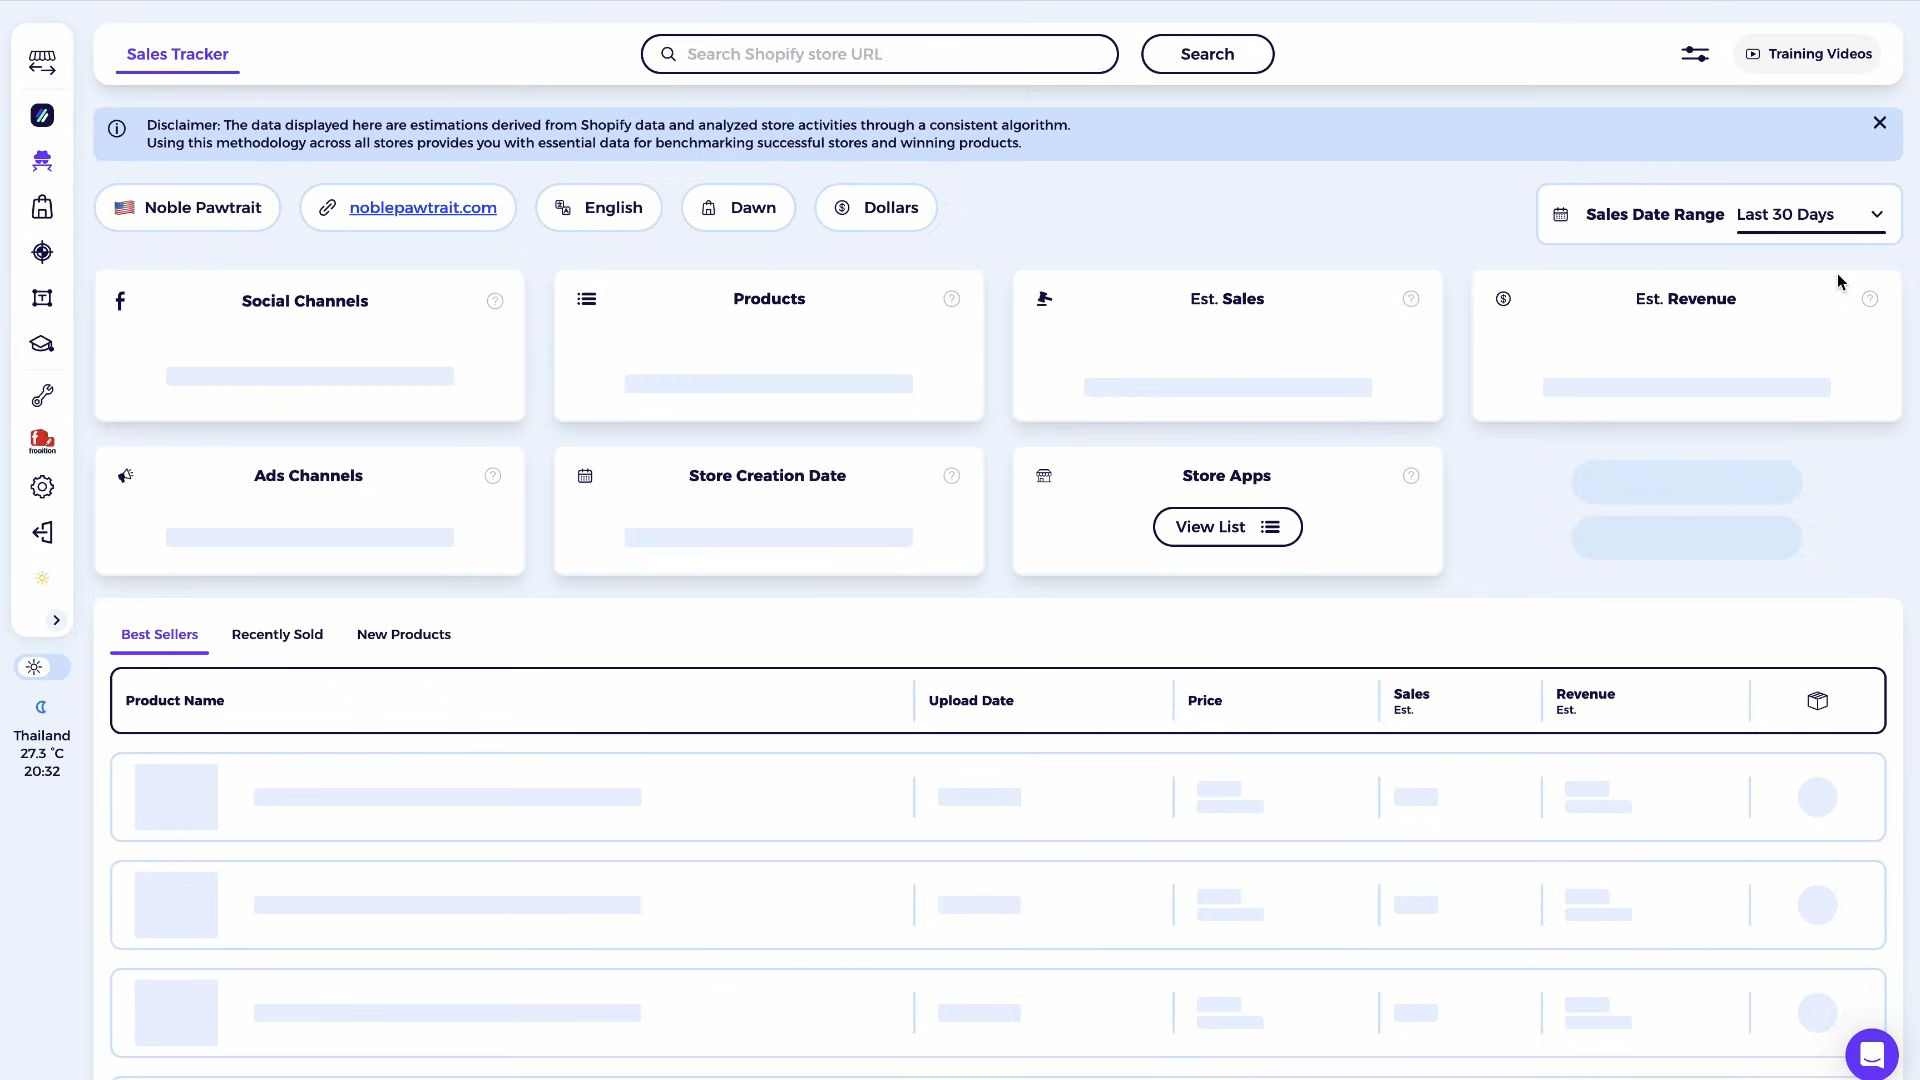 Sales Tracker
Search Shopify store URL
Search
Training Videos
Disclaimer: The data displayed here are estimations derived from Shopify data and analyzed store activities through a consistent algorithm.
Using this methodology across all stores provides you with essential data for benchmarking successful stores and winning products.
Noble Pawtrait
noblepawtrait.com
English
Dawn
Dollars
Sales Date Range Last 30 Days
Social Channels
Products
Est. Sales
Est. Revenue
Ads Channels
Store Creation Date
Store Apps
View List
frooition
Best Sellers
Recently Sold
New Products
Product Name
Upload Date
Price
Sales
Est.
Revenue
Est.
Thailand
27.3 °C
20:32